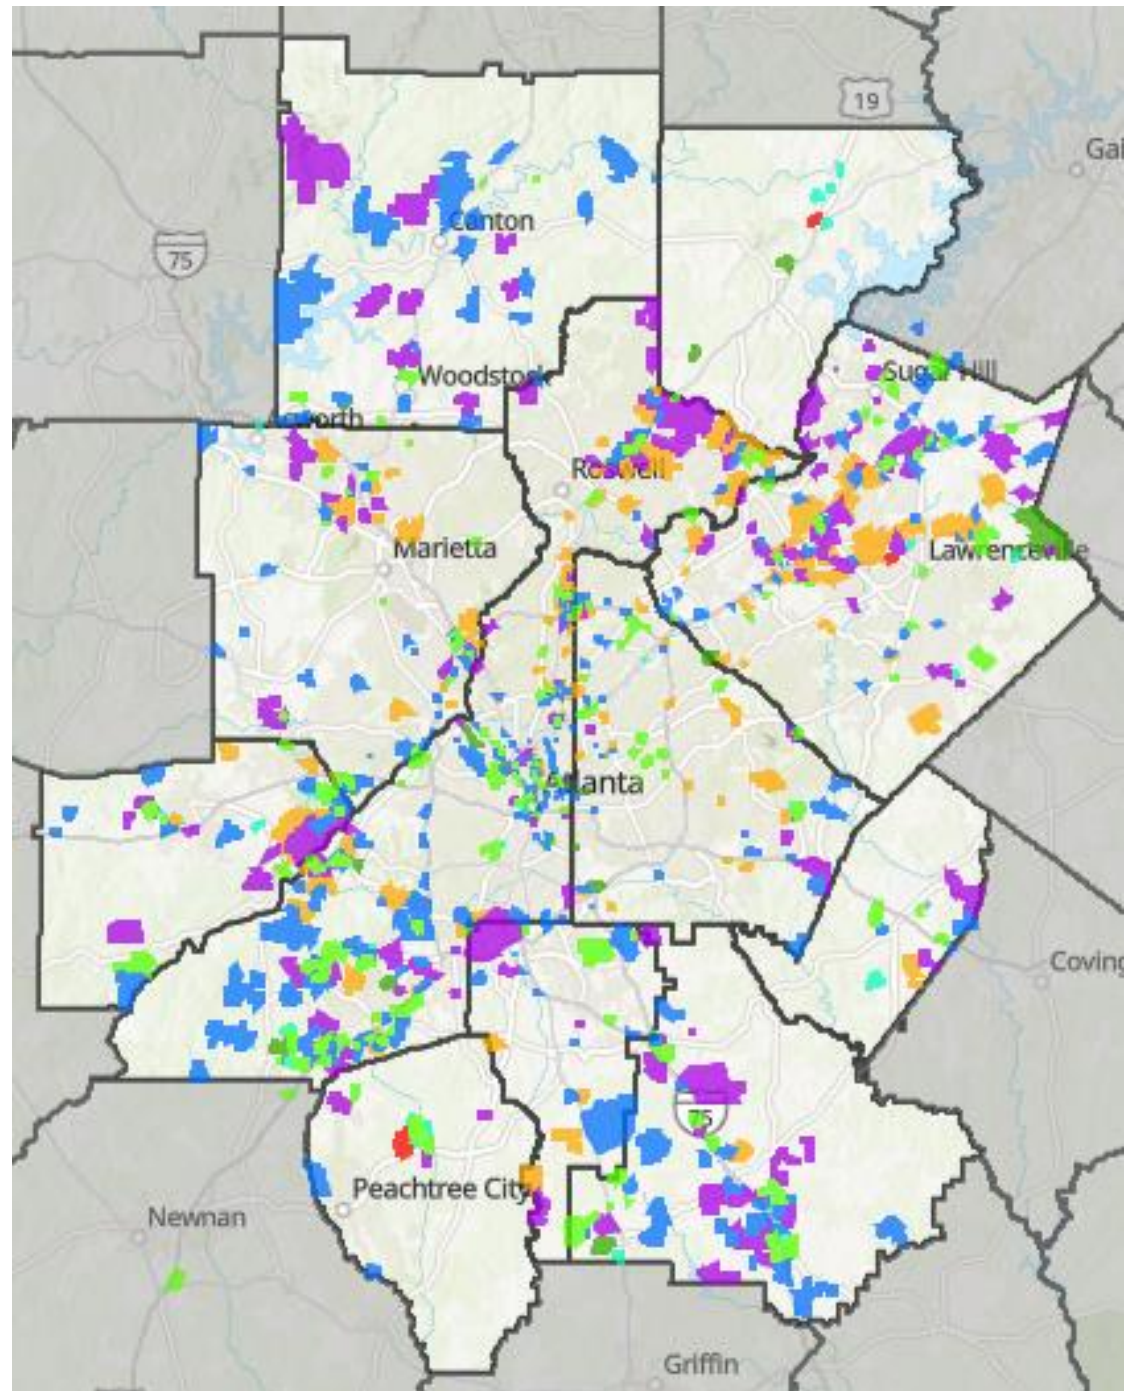 19
Gai
75
Canton
Woodstock
Sugar Hill
Acworth
Roswell
Marietta
Lawrenceville
Atlanta
Coving
75
Peachtree City
Newnan
Griffin